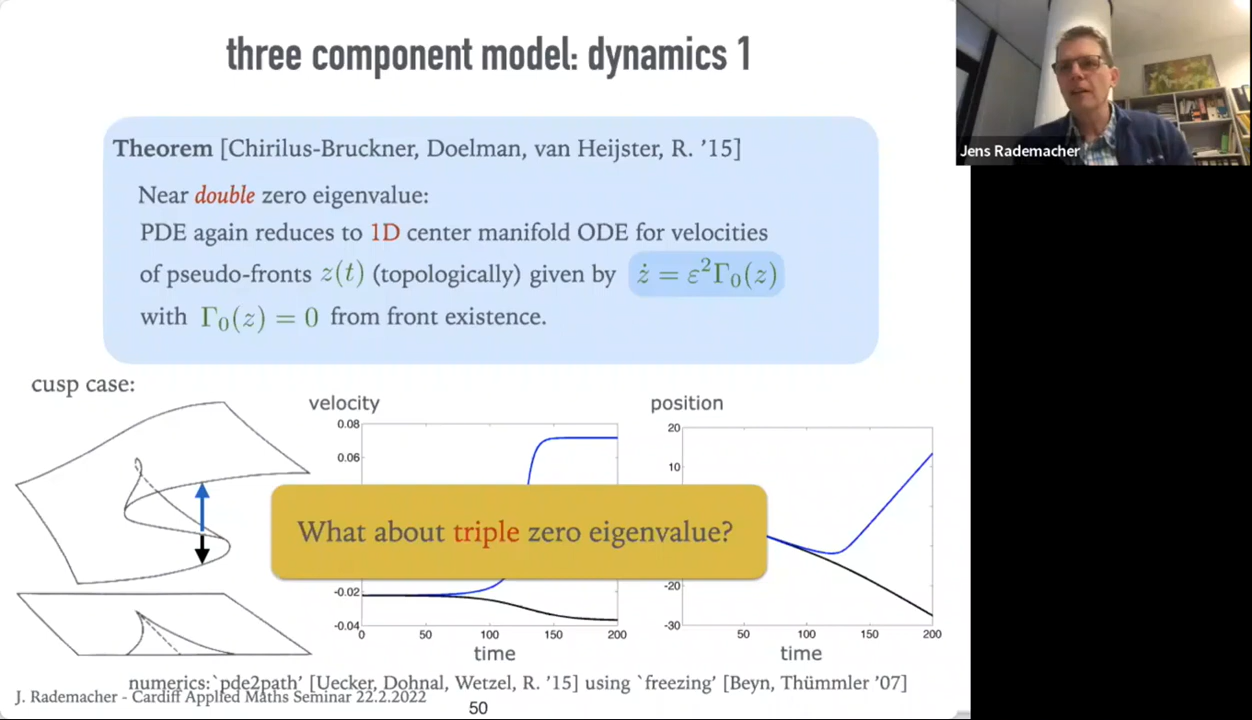 three component model: dynamics 1
Theorem [Chirilus-Bruckner, Doelman, van Heijster, R. '15]
Near double zero eigenvalue:
PDE again reduces to 1D center manifold ODE for velocities
of pseudo-fronts z(t) (topologically) given by ż = ε²Γ₀(z)
with Γ₀(z) = 0 from front existence.
cusp case:
velocity
0.08
0.06
-0.02
-0.04
0 50 100 150 200
time
What about triple zero eigenvalue?
position
20
10
-20
-30
50 100 150 200
time
numerics:`pde2path' [Uecker, Dohnal, Wetzel, R. '15] using `freezing' [Beyn, Thümmler '07]
J. Rademacher - Cardiff Applied Maths Seminar 22.2.2022
50
Jens Rademacher